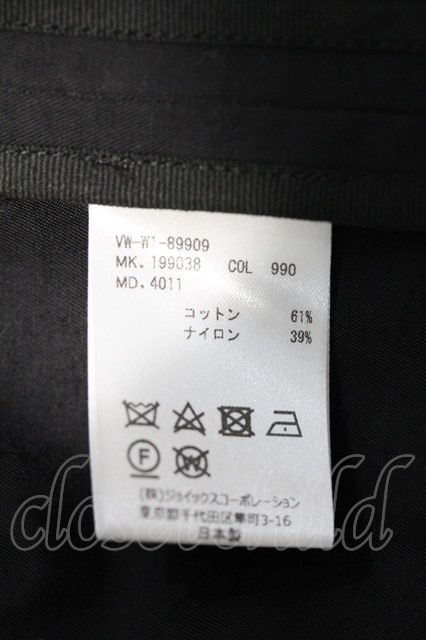 VW-W1-89909
MK. 199038 COL 990
MD. 4011
コットン 61%
ナイロン 39%
F W
(株)ジョイックスコーポレーション
東京都千代田区隼町3-16
日本製
closetchild